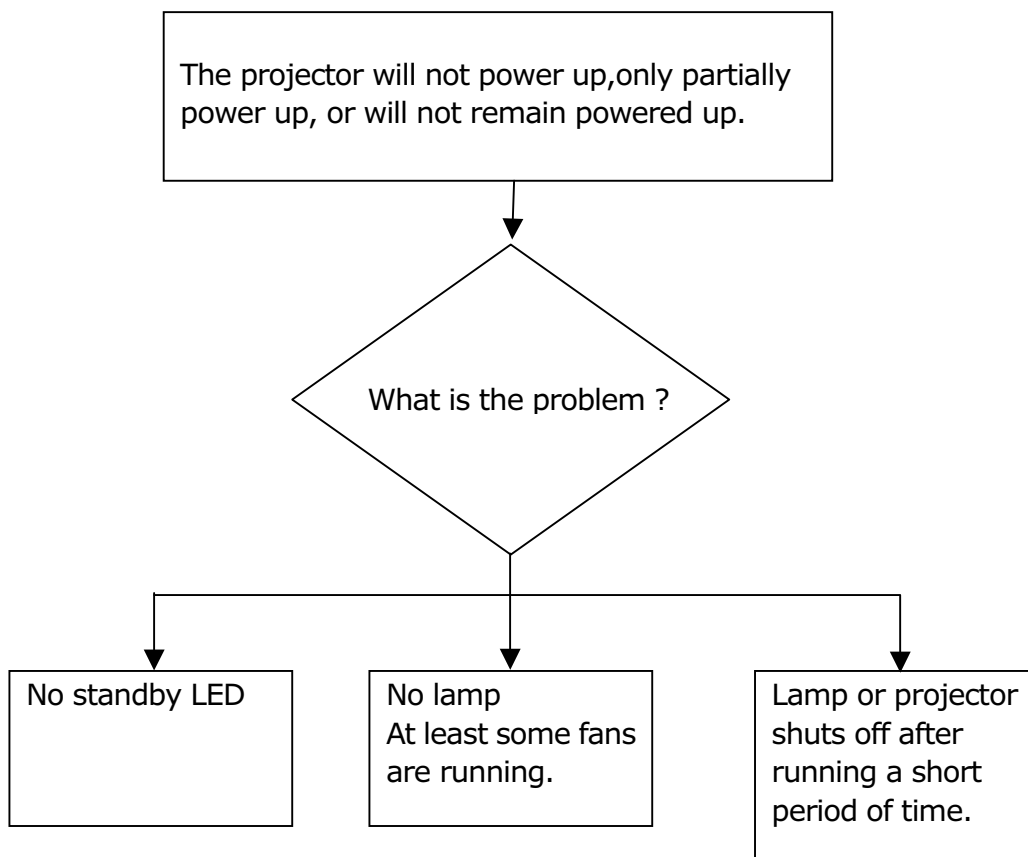 The projector will not power up,only partially
power up, or will not remain powered up.
What is the problem ?
No standby LED
No lamp
At least some fans
are running.
Lamp or projector
shuts off after
running a short
period of time.